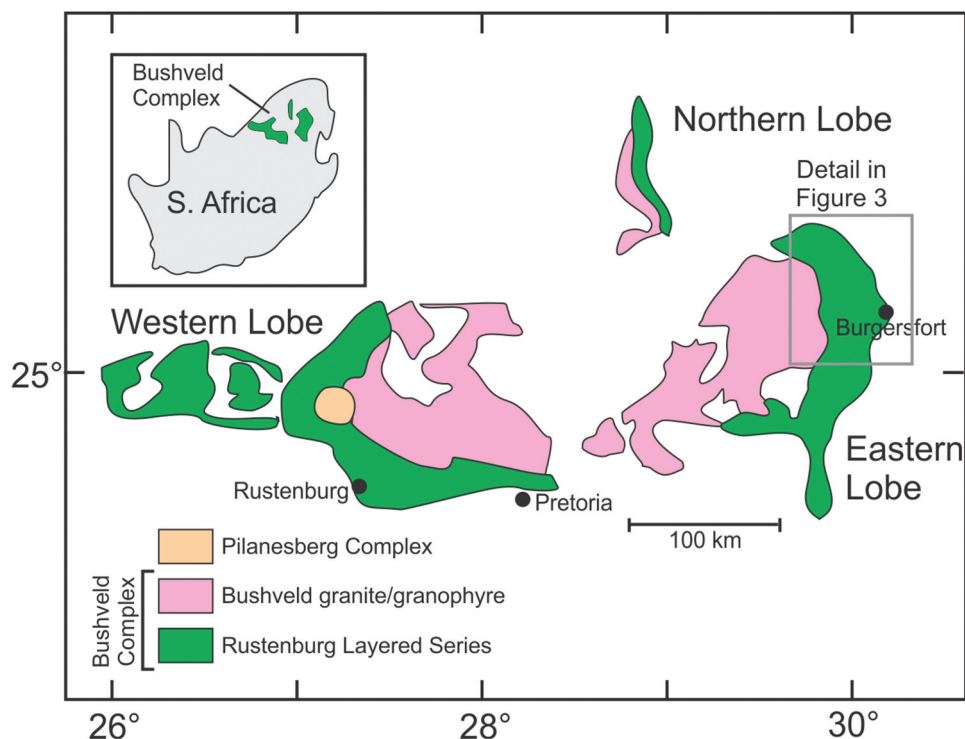 Bushveld
Complex
S. Africa
Northern Lobe
Detail in
Figure 3
Western Lobe
Burgersfort
25°
Eastern
Lobe
Rustenburg
Pretoria
100 km
Pilanesberg Complex
Bushveld granite/granophyre
Rustenburg Layered Series
Bushveld
Complex
26°
28°
30°